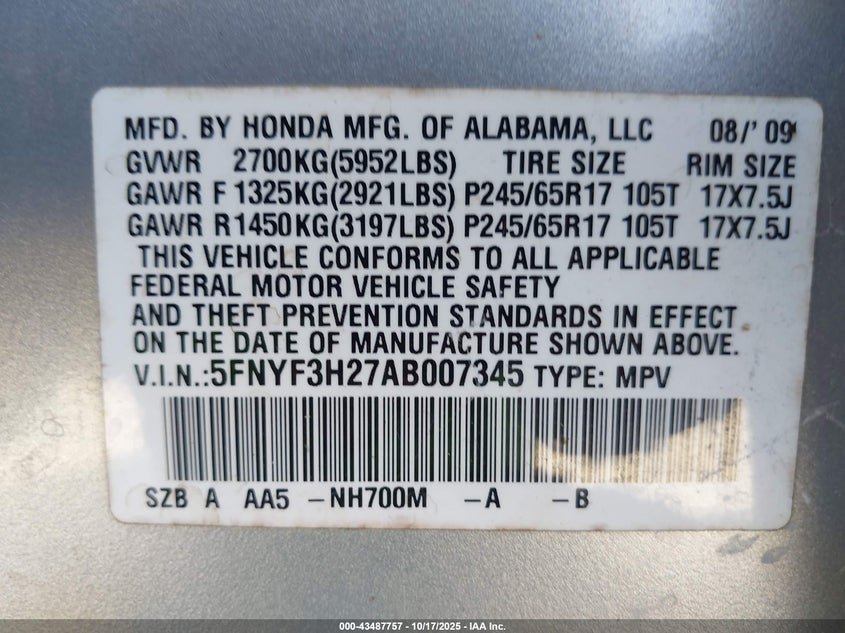 MFD. BY HONDA MFG. OF ALABAMA, LLC 08/'09
GVWR 2700KG(5952LBS) TIRE SIZE RIM SIZE
GAWR F 1325KG(2921LBS) P245/65R17 105T 17X7.5J
GAWR R1450KG(3197LBS) P245/65R17 105T 17X7.5J
THIS VEHICLE CONFORMS TO ALL APPLICABLE
FEDERAL MOTOR VEHICLE SAFETY
AND THEFT PREVENTION STANDARDS IN EFFECT
ON THE DATE OF MANUFACTURE SHOWN ABOVE.
V.I.N.:5FNYF3H27AB007345 TYPE: MPV
SZB A AA5 -NH700M -A -B
000-43487757 - 10/17/2025 - IAA Inc.